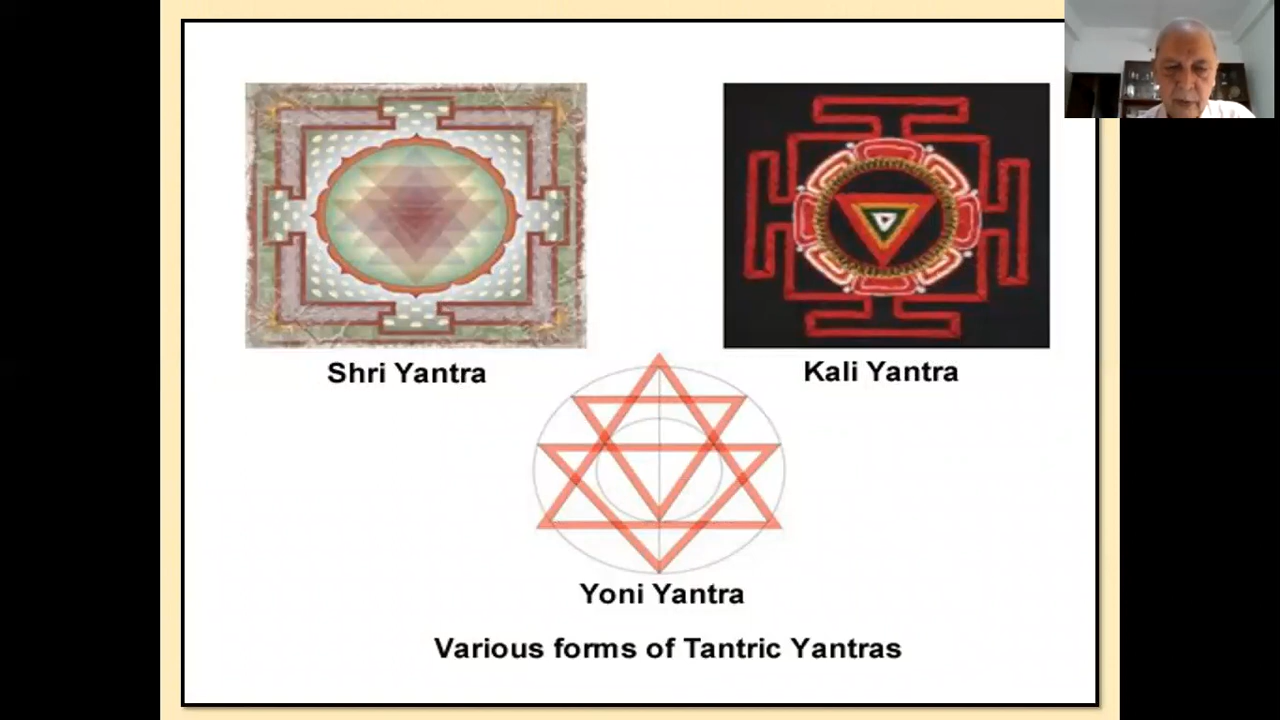 Shri Yantra
Kali Yantra
Yoni Yantra
Various forms of Tantric Yantras